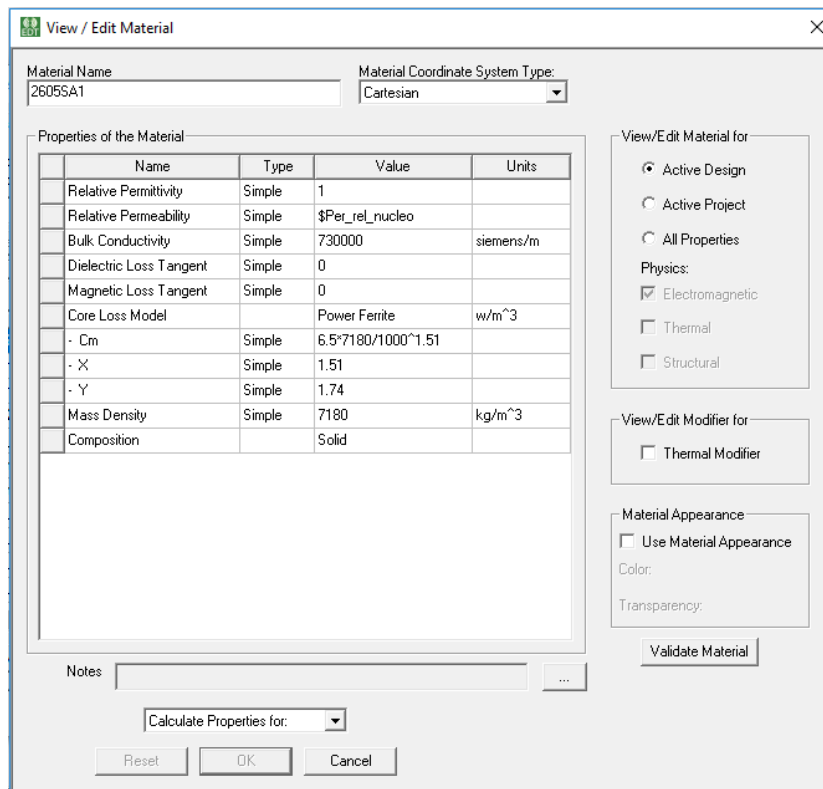 EDT View / Edit Material
Material Name
2605SA1
Material Coordinate System Type:
Cartesian
Properties of the Material
Name Type Value Units
Relative Permittivity Simple 1
Relative Permeability Simple $Per_rel_nucleo
Bulk Conductivity Simple 730000 siemens/m
Dielectric Loss Tangent Simple 0
Magnetic Loss Tangent Simple 0
Core Loss Model Power Ferrite w/m^3
- Cm Simple 6.5*7180/1000^1.51
- X Simple 1.51
- Y Simple 1.74
Mass Density Simple 7180 kg/m^3
Composition Solid
View/Edit Material for
Active Design
Active Project
All Properties
Physics:
Electromagnetic
Thermal
Structural
View/Edit Modifier for
Thermal Modifier
Material Appearance
Use Material Appearance
Color:
Transparency:
Validate Material
Notes
...
Calculate Properties for:
Reset OK Cancel